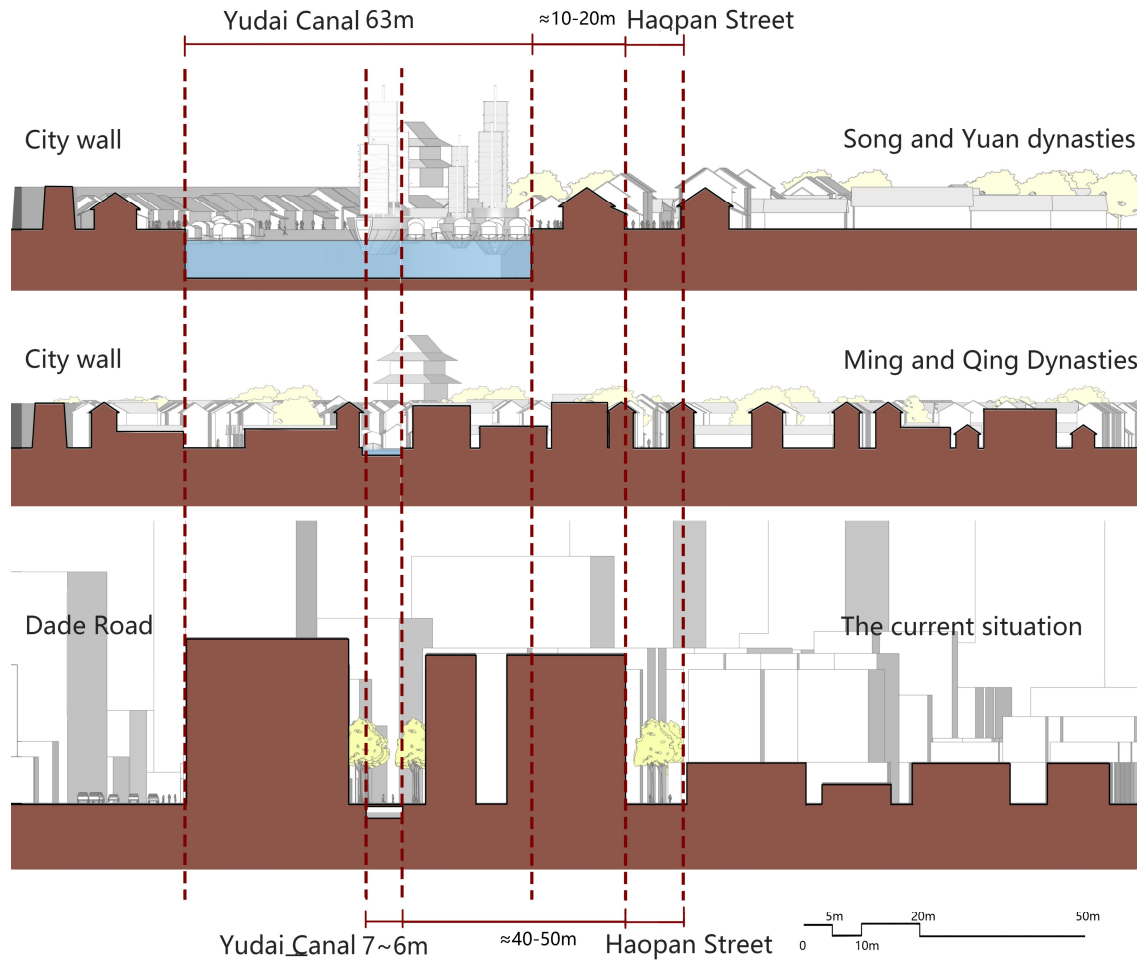 Yudai Canal 63m ≈10-20m Haopan Street
City wall Song and Yuan dynasties
City wall Ming and Qing Dynasties
Dade Road The current situation
5m 20m 50m
0 10m
Yudai Canal 7~6m ≈40-50m Haopan Street